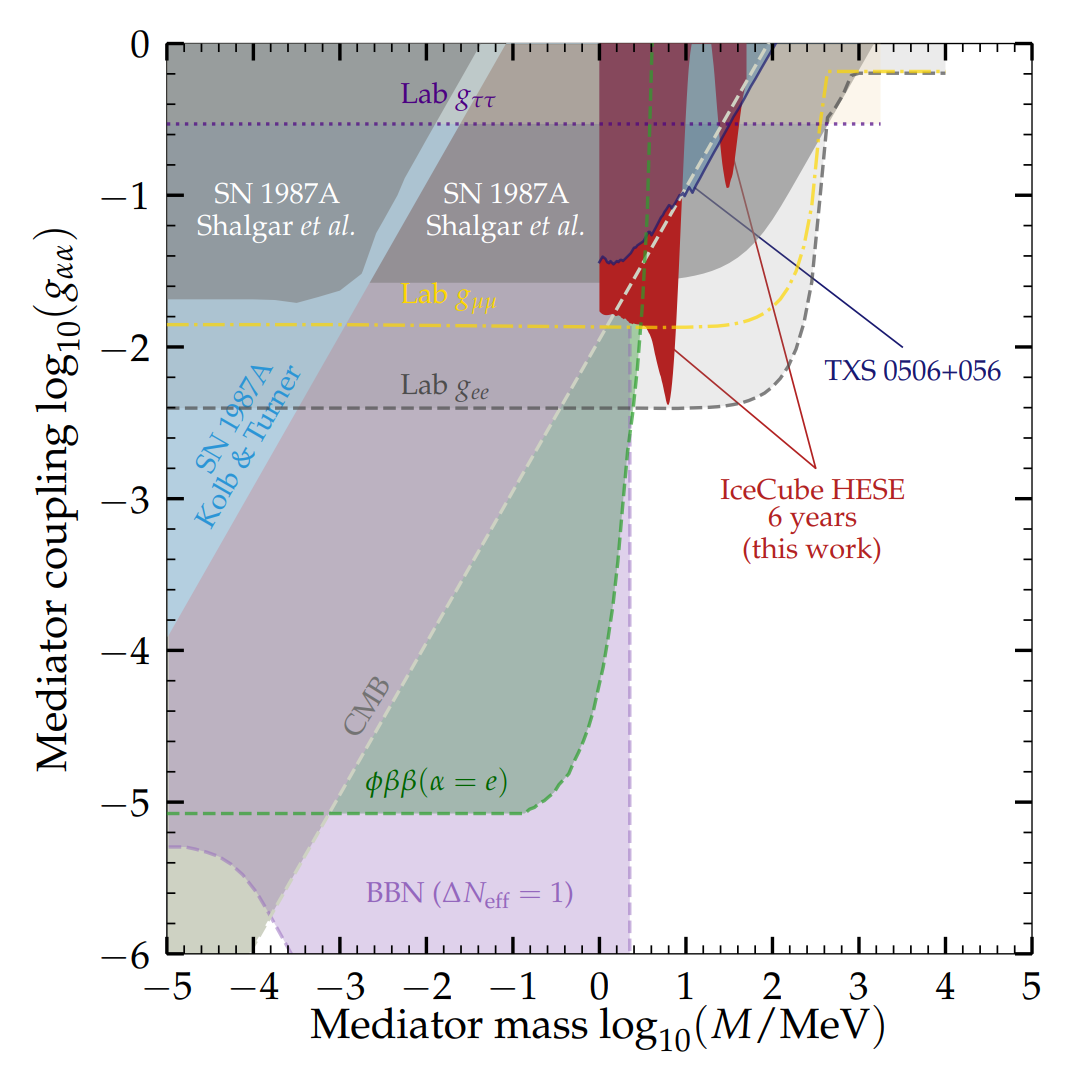 0
−1
−2
−3
−4
−5
−6
−5
−4
−3
−2
−1
0
1
2
3
4
5
Mediator mass log₁₀(M/MeV)
Mediator coupling log₁₀(gαα)
Lab gττ
SN 1987A
Shalgar et al.
SN 1987A
Shalgar et al.
Lab gμμ
Lab gee
SN 1987A
Kolb & Turner
TXS 0506+056
IceCube HESE
6 years
(this work)
CMB
ϕββ(α = e)
BBN (ΔNeff = 1)